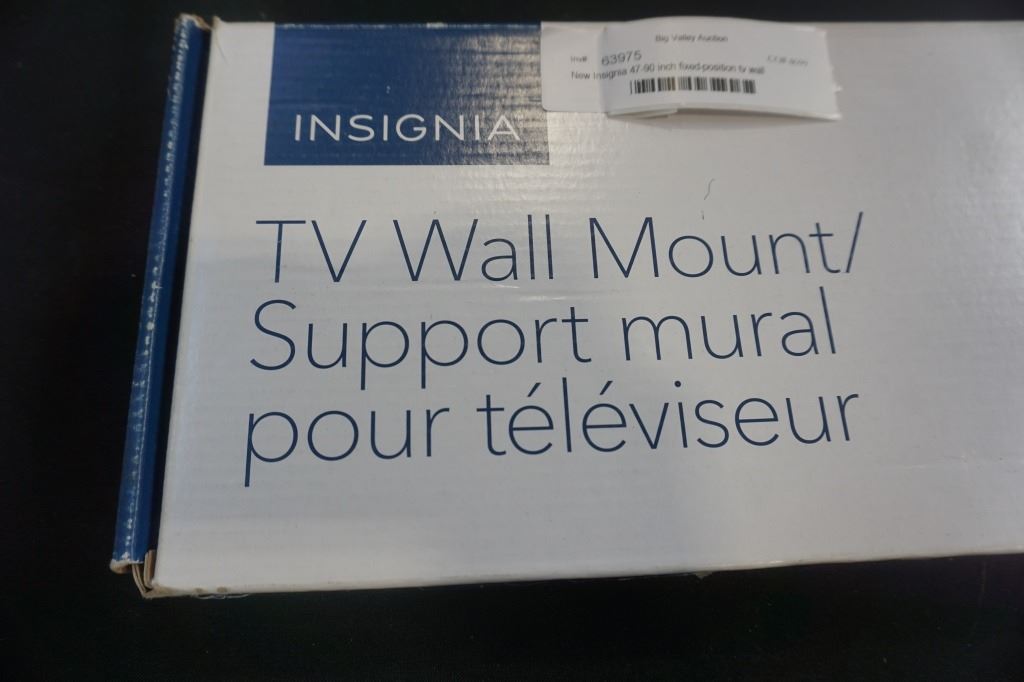 Big Valley Auction
Inv# 63975
New Insignia 47-90 inch fixed-position tv wall
INSIGNIA
TV Wall Mount/
Support mural
pour téléviseur